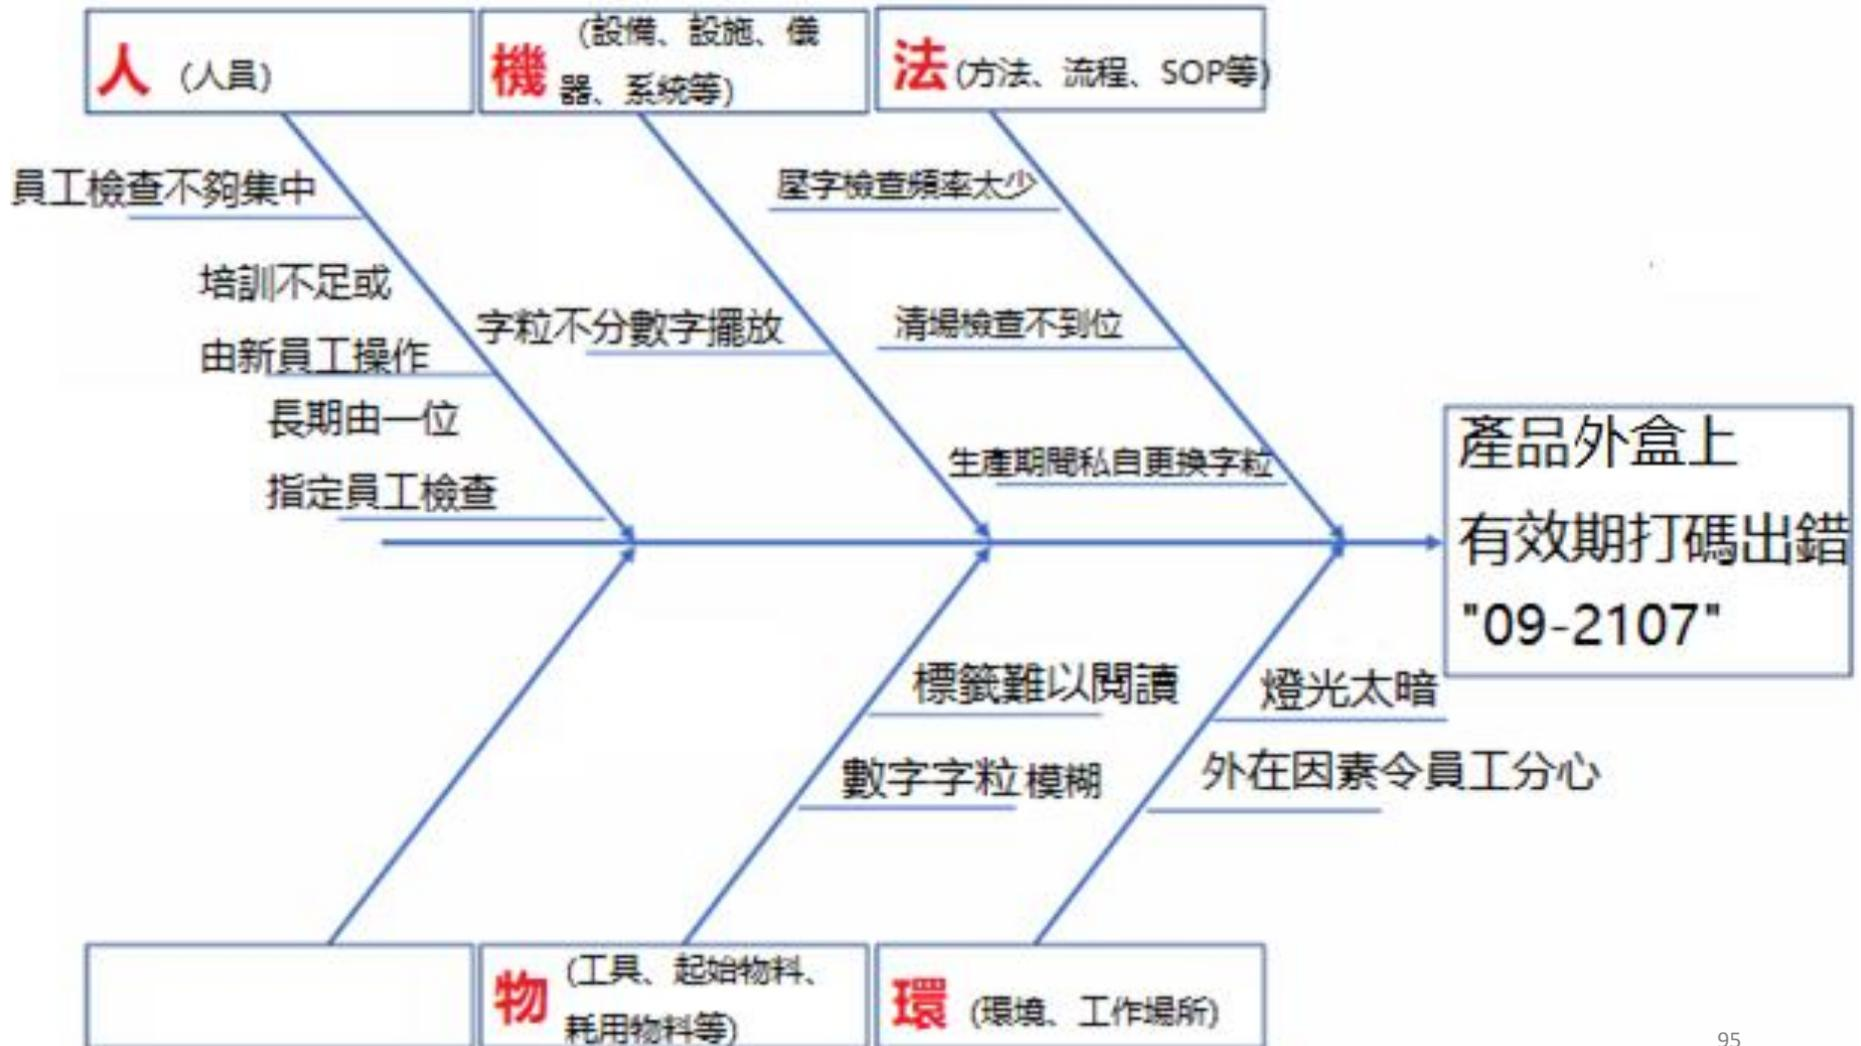 人 (人員)
機 (設備、設施、儀
器、系統等)
法 (方法、流程、SOP等)
員工檢查不夠集中
培訓不足或
由新員工操作
長期由一位
指定員工檢查
字粒不分數字擺放
壓字檢查頻率太少
清場檢查不到位
生產期間私自更換字粒
產品外盒上
有效期打碼出錯
"09-2107"
標籤難以閱讀
數字字粒模糊
燈光太暗
外在因素令員工分心
物 (工具、起始物料、
耗用物料等)
環 (環境、工作場所)
95